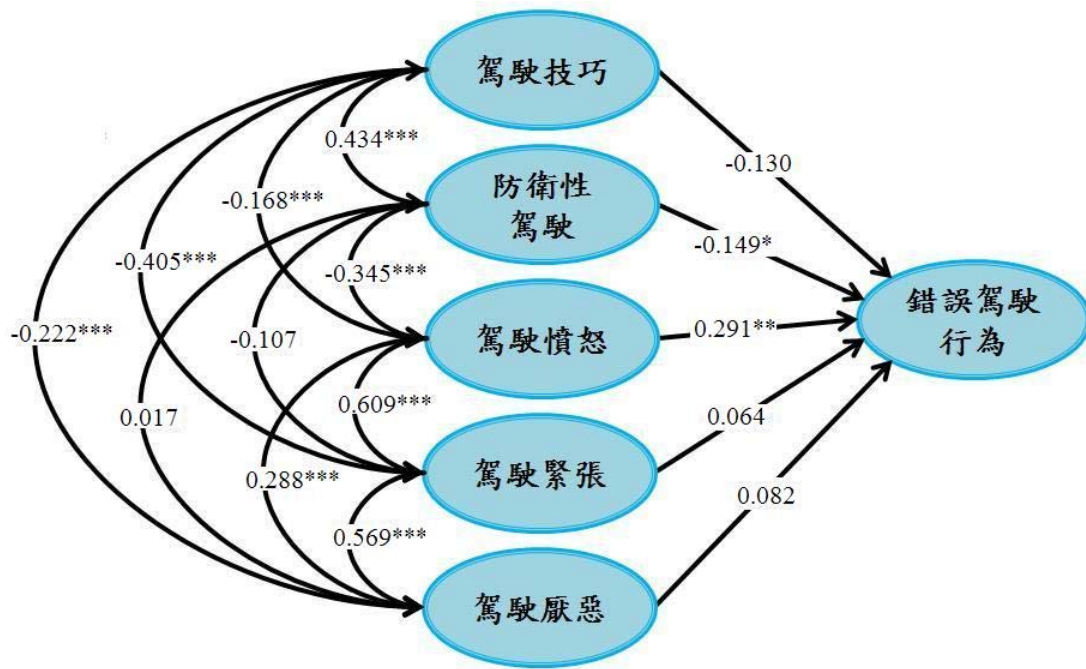 駕駛技巧
0.434***
-0.130
防衛性
駕駛
-0.168***
-0.149*
-0.405***
-0.345***
錯誤駕駛
行為
-0.222***
-0.107
駕駛憤怒
0.291**
0.017
0.609***
0.064
0.288***
駕駛緊張
0.082
0.569***
駕駛厭惡